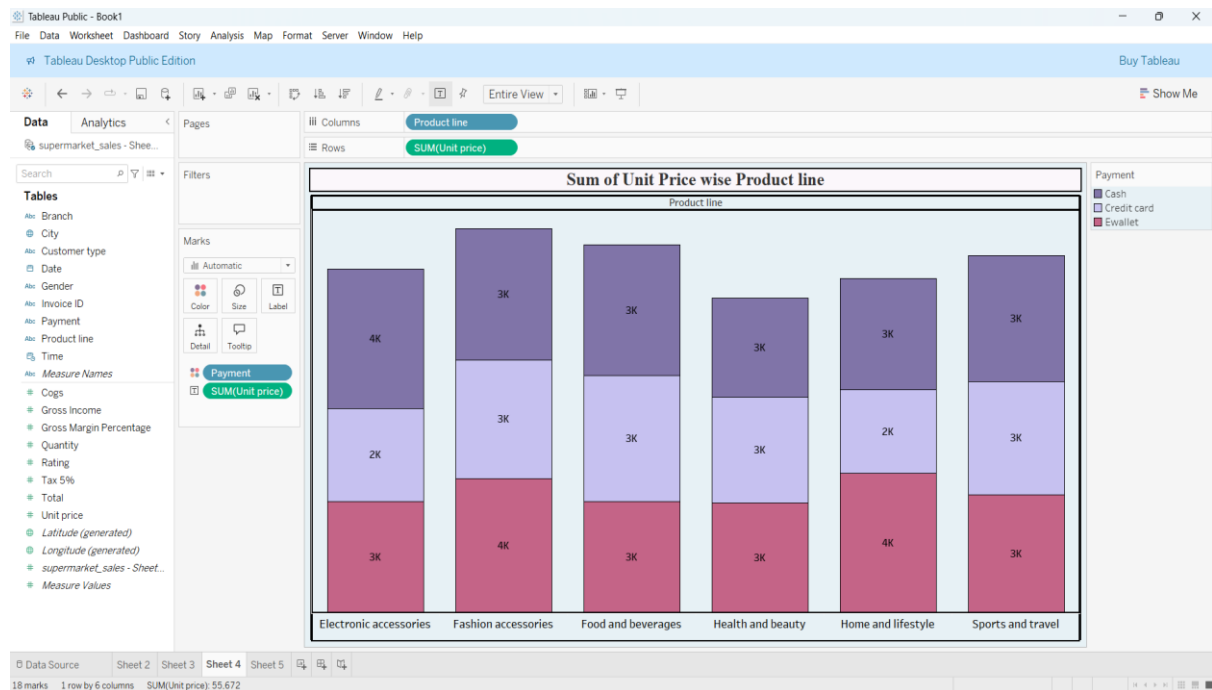 Tableau Public - Book1
File Data Worksheet Dashboard Story Analysis Map Format Server Window Help
Tableau Desktop Public Edition
Buy Tableau
Entire View
Show Me
Data
Analytics
supermarket_sales - Shee...
Search
Tables
Abc Branch
City
Abc Customer type
Date
Abc Gender
Abc Invoice ID
Abc Payment
Abc Product line
Time
Abc Measure Names
# Cogs
# Gross Income
# Gross Margin Percentage
# Quantity
# Rating
# Tax 5%
# Total
# Unit price
Latitude (generated)
Longitude (generated)
# supermarket_sales - Sheet...
# Measure Values
Pages
Filters
Marks
Automatic
Color Size Label
Detail Tooltip
Payment
SUM(Unit price)
Columns
Product line
Rows
SUM(Unit price)
Sum of Unit Price wise Product line
Product line
4K
3K
3K
3K
3K
3K
2K
3K
3K
3K
2K
3K
3K
4K
3K
3K
4K
3K
Electronic accessories Fashion accessories Food and beverages Health and beauty Home and lifestyle Sports and travel
Payment
Cash
Credit card
Ewallet
Data Source Sheet 2 Sheet 3 Sheet 4 Sheet 5
18 marks 1 row by 6 columns SUM(Unit price): 55,672